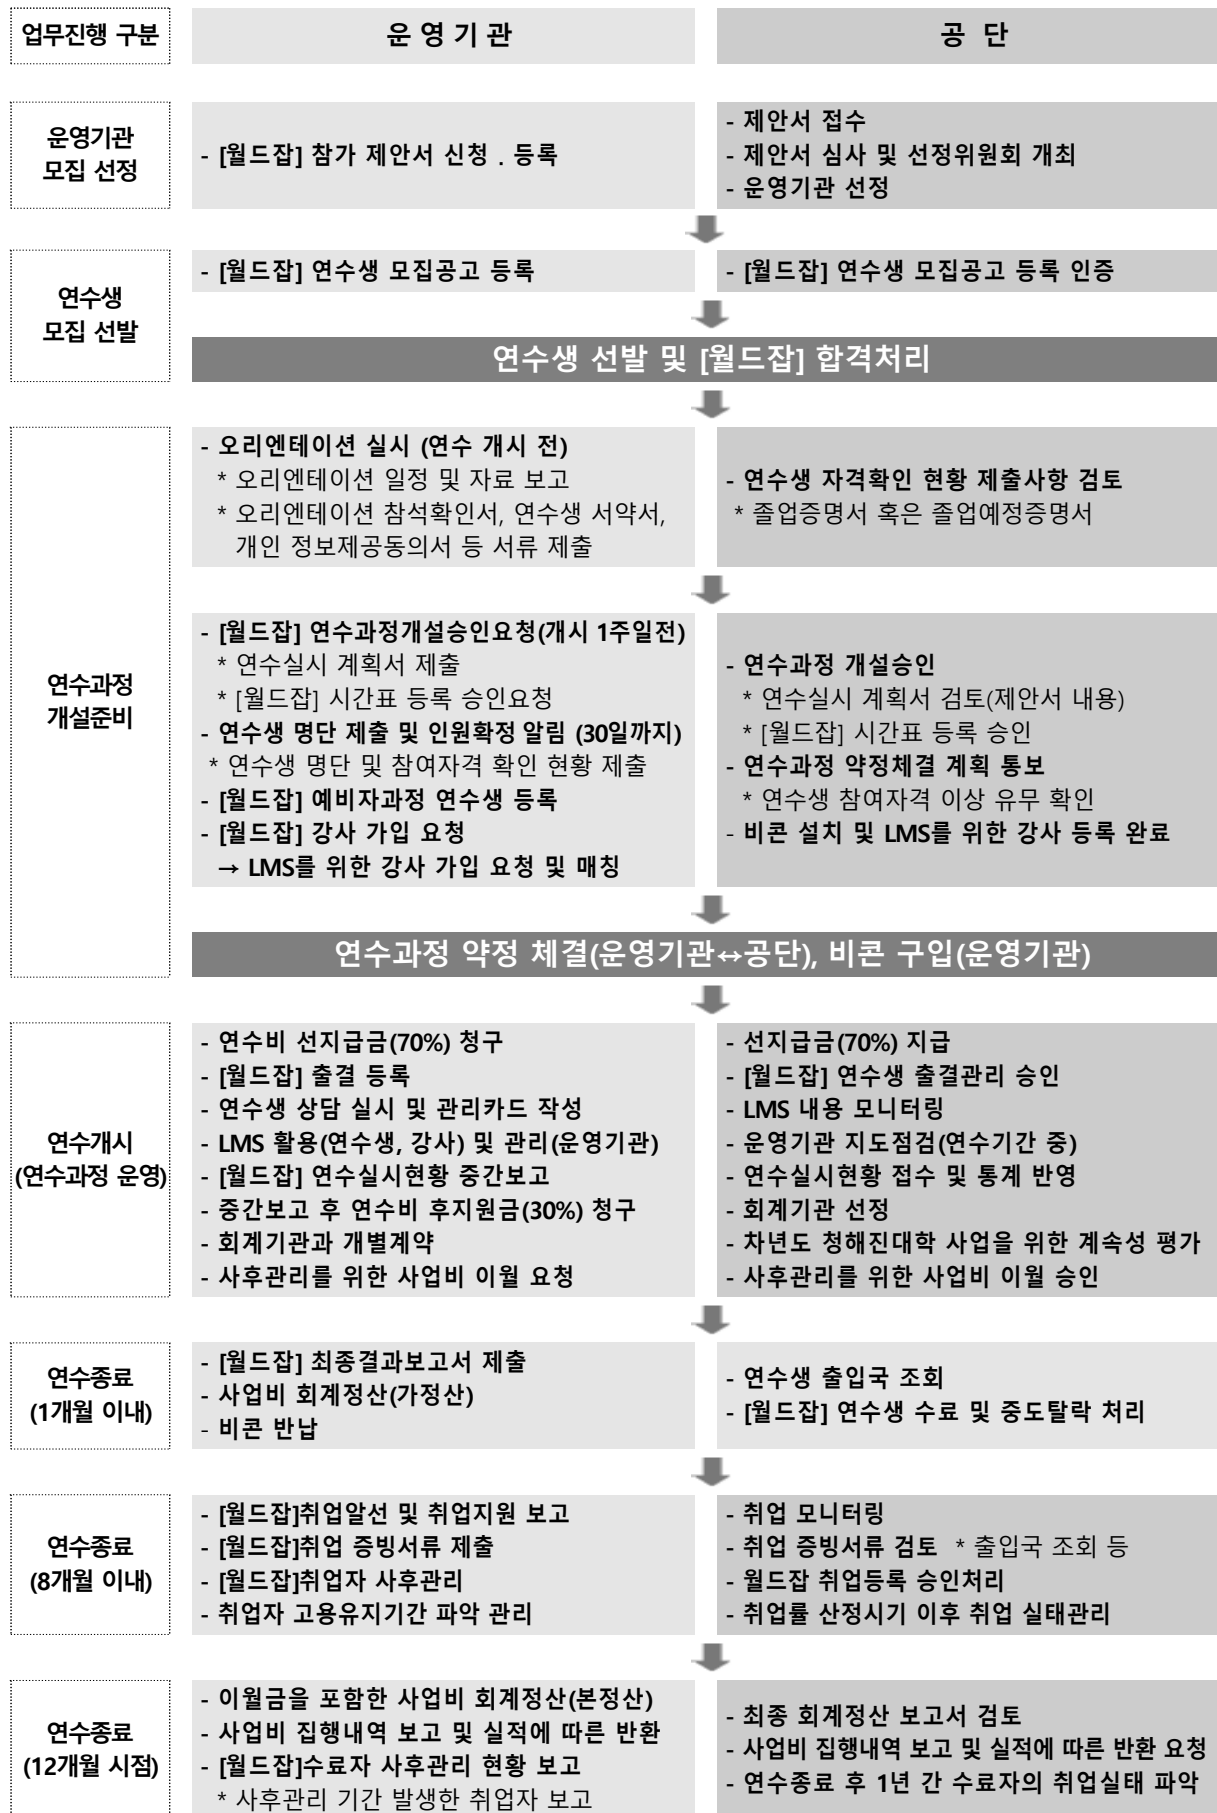 업무진행 구분
운 영 기 관
공 단
운영기관
모집 선정
- [월드잡] 참가 제안서 신청 . 등록
- 제안서 접수
- 제안서 심사 및 선정위원회 개최
- 운영기관 선정
연수생
모집 선발
- [월드잡] 연수생 모집공고 등록
- [월드잡] 연수생 모집공고 등록 인증
연수생 선발 및 [월드잡] 합격처리
연수과정
개설준비
- 오리엔테이션 실시 (연수 개시 전)
* 오리엔테이션 일정 및 자료 보고
* 오리엔테이션 참석확인서, 연수생 서약서,
개인 정보제공동의서 등 서류 제출
- 연수생 자격확인 현황 제출사항 검토
* 졸업증명서 혹은 졸업예정증명서
- [월드잡] 연수과정개설승인요청(개시 1주일전)
* 연수실시 계획서 제출
* [월드잡] 시간표 등록 승인요청
- 연수생 명단 제출 및 인원확정 알림 (30일까지)
* 연수생 명단 및 참여자격 확인 현황 제출
- [월드잡] 예비자과정 연수생 등록
- [월드잡] 강사 가입 요청
→ LMS를 위한 강사 가입 요청 및 매칭
- 연수과정 개설승인
* 연수실시 계획서 검토(제안서 내용)
* [월드잡] 시간표 등록 승인
- 연수과정 약정체결 계획 통보
* 연수생 참여자격 이상 유무 확인
- 비콘 설치 및 LMS를 위한 강사 등록 완료
연수과정 약정 체결(운영기관↔공단), 비콘 구입(운영기관)
연수개시
(연수과정 운영)
- 연수비 선지급금(70%) 청구
- [월드잡] 출결 등록
- 연수생 상담 실시 및 관리카드 작성
- LMS 활용(연수생, 강사) 및 관리(운영기관)
- [월드잡] 연수실시현황 중간보고
- 중간보고 후 연수비 후지원금(30%) 청구
- 회계기관과 개별계약
- 사후관리를 위한 사업비 이월 요청
- 선지급금(70%) 지급
- [월드잡] 연수생 출결관리 승인
- LMS 내용 모니터링
- 운영기관 지도점검(연수기간 중)
- 연수실시현황 접수 및 통계 반영
- 회계기관 선정
- 차년도 청해진대학 사업을 위한 계속성 평가
- 사후관리를 위한 사업비 이월 승인
연수종료
(1개월 이내)
- [월드잡] 최종결과보고서 제출
- 사업비 회계정산(가정산)
- 비콘 반납
- 연수생 출입국 조회
- [월드잡] 연수생 수료 및 중도탈락 처리
연수종료
(8개월 이내)
- [월드잡]취업알선 및 취업지원 보고
- [월드잡]취업 증빙서류 제출
- [월드잡]취업자 사후관리
- 취업자 고용유지기간 파악 관리
- 취업 모니터링
- 취업 증빙서류 검토 * 출입국 조회 등
- 월드잡 취업등록 승인처리
- 취업률 산정시기 이후 취업 실태관리
연수종료
(12개월 시점)
- 이월금을 포함한 사업비 회계정산(본정산)
- 사업비 집행내역 보고 및 실적에 따른 반환
- [월드잡]수료자 사후관리 현황 보고
* 사후관리 기간 발생한 취업자 보고
- 최종 회계정산 보고서 검토
- 사업비 집행내역 보고 및 실적에 따른 반환 요청
- 연수종료 후 1년 간 수료자의 취업실태 파악